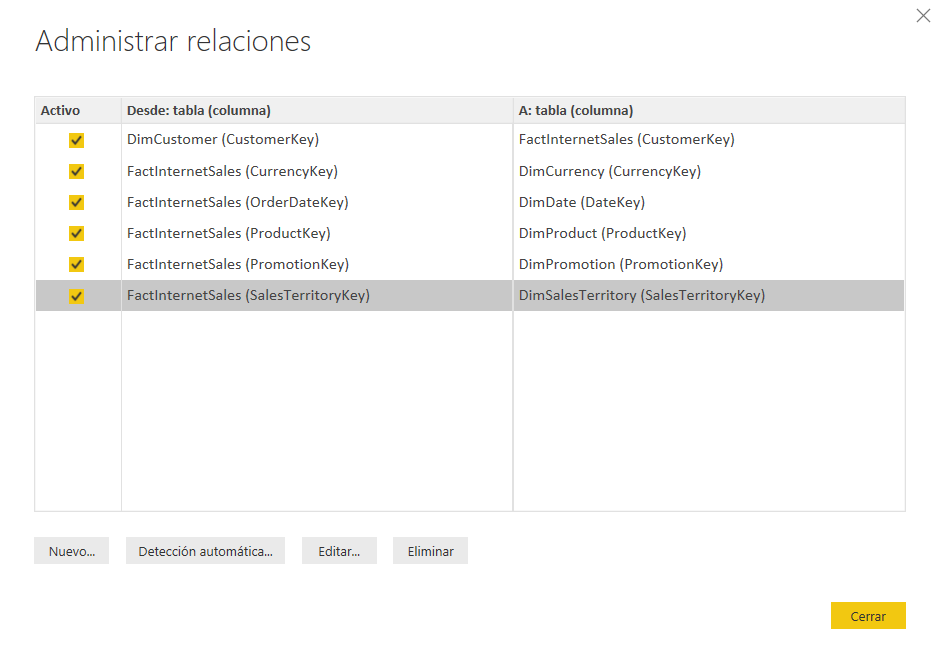 Administrar relaciones
Activo Desde: tabla (columna) A: tabla (columna)
DimCustomer (CustomerKey) FactInternetSales (CustomerKey)
FactInternetSales (CurrencyKey) DimCurrency (CurrencyKey)
FactInternetSales (OrderDateKey) DimDate (DateKey)
FactInternetSales (ProductKey) DimProduct (ProductKey)
FactInternetSales (PromotionKey) DimPromotion (PromotionKey)
FactInternetSales (SalesTerritoryKey) DimSalesTerritory (SalesTerritoryKey)
Nuevo... Detección automática... Editar... Eliminar
Cerrar